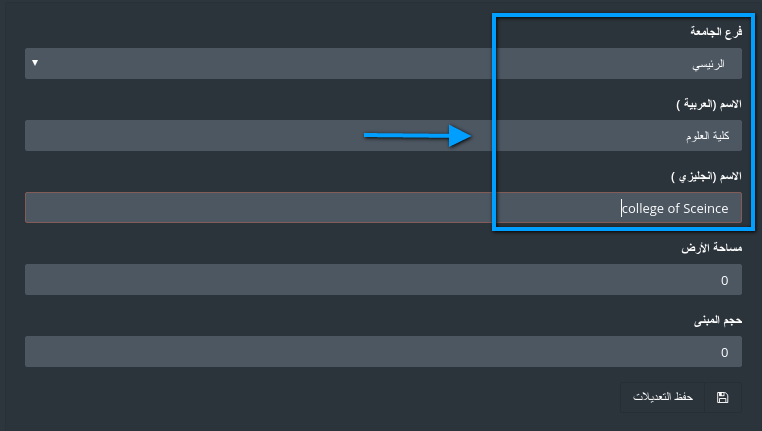 فرع الجامعة
الرئيسي
الاسم (العربية )
كلية العلوم
الاسم (انجليزي )
college of Sceince
مساحة الأرض
0
حجم المبنى
0
حفظ التعديلات